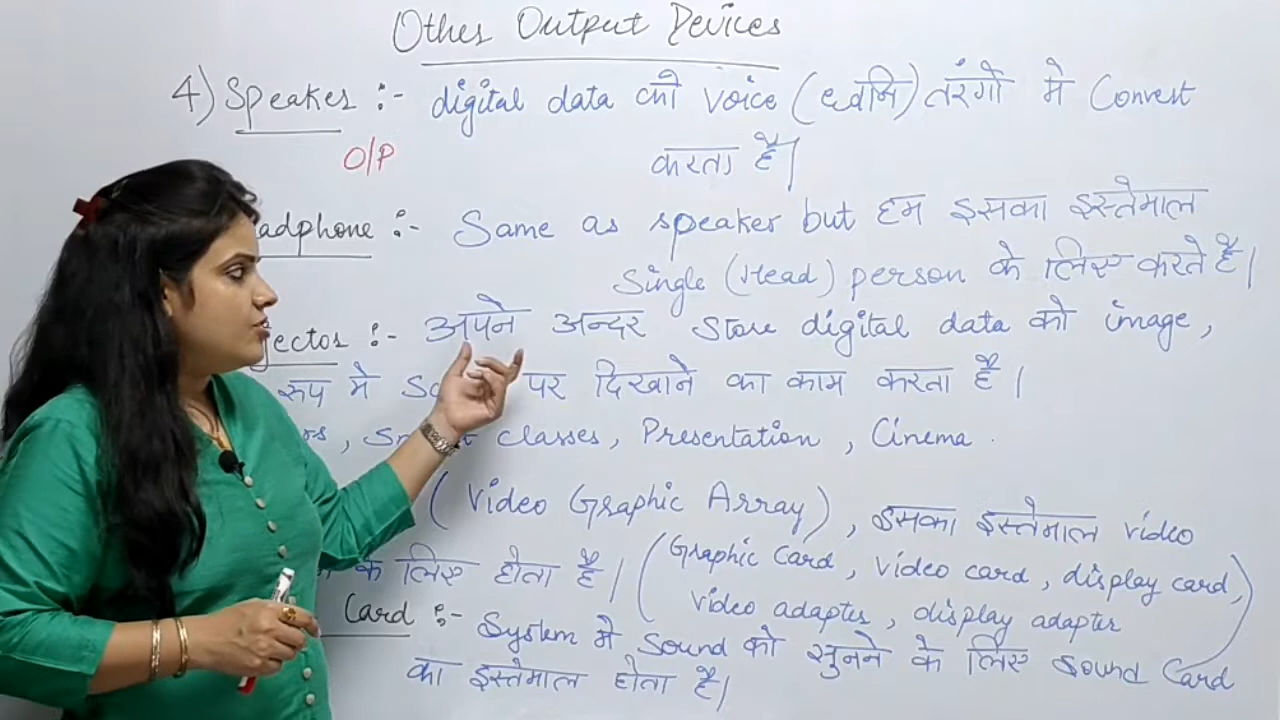 Other Output Devices
4) Speaker :- digital data को voice (ध्वनि) तरंगो मे Convert
O/P करता है।
adphone :- Same as speaker but हम इसका इस्तेमाल
single (Head) person के लिए करते है।
jector :- अपने अन्दर store digital data को image,
रूप मे पर दिखाने का काम करता है।
classes, Presentation, Cinema.
(Video Graphic Array), इसका इस्तेमाल video
के लिए होता है। (Graphic Card, video card, display card,
video adapter, display adapter)
Card :- System मे sound को सुनने के लिए sound Card
का इस्तेमाल होता है।